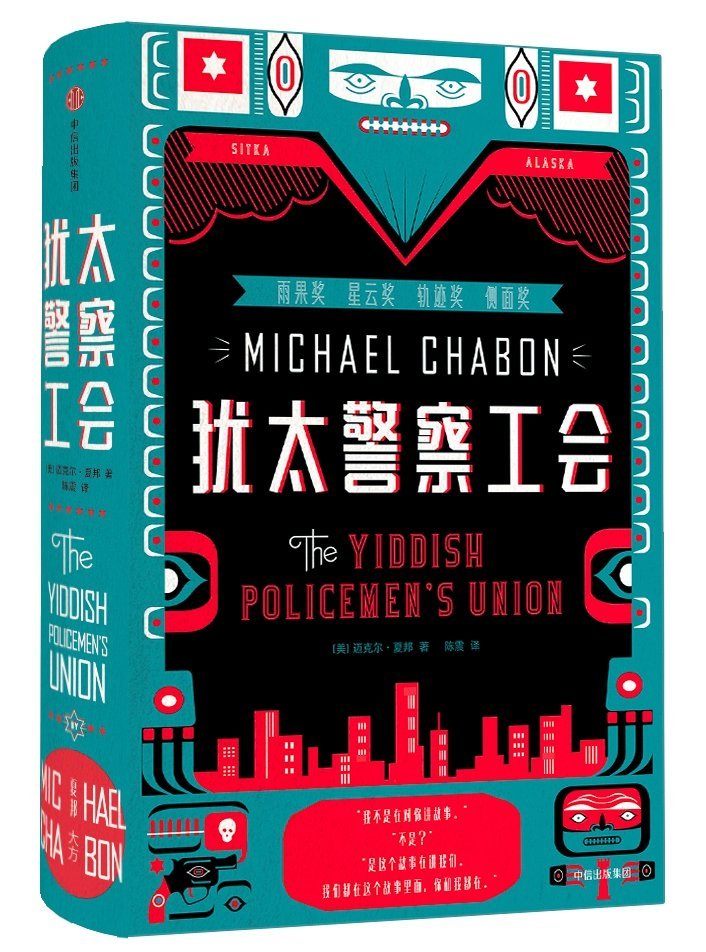 中信出版集团
犹太
警察
工会
[美]迈克尔·夏邦 著
陈震 译
The
YIDDISH
POLICEMEN'S
UNION
BY
MIC HAEL
CHA BON
夏邦
大方
SITKA
ALASKA
雨果奖 星云奖 轨迹奖 侧面奖
MICHAEL CHABON
犹太警察工会
The YIDDISH
POLICEMEN'S UNION
[美] 迈克尔·夏邦 著 陈震 译
“我不是在对你讲故事。”
“不是？”
“是这个故事在讲我们。
我们都在这个故事里面，你和我都在。”
中信出版集团